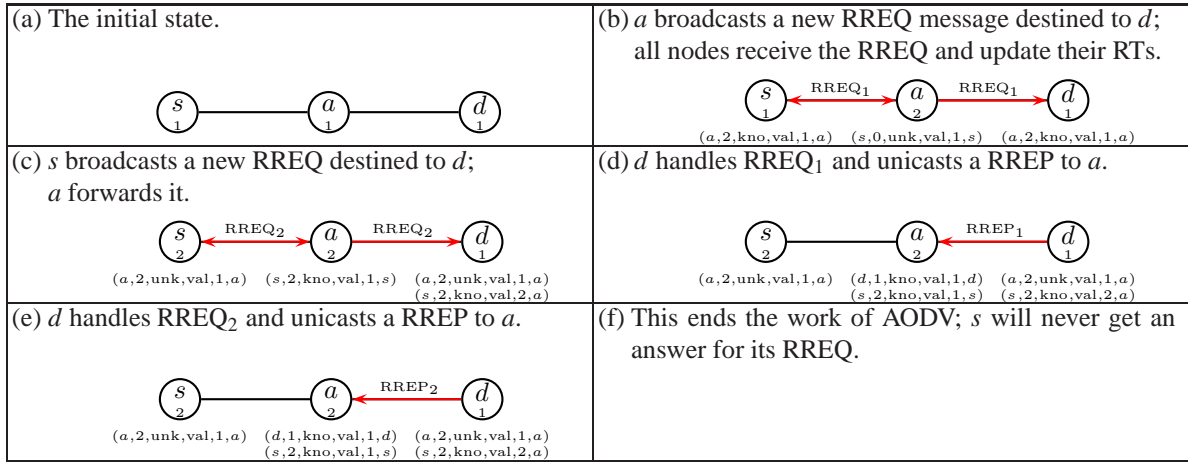 (a) The initial state.
s
1
a
1
d
1
(b) a broadcasts a new RREQ message destined to d;
all nodes receive the RREQ and update their RTs.
RREQ₁ RREQ₁
s
1
a
2
d
1
(a,2,kno,val,1,a) (s,0,unk,val,1,s) (a,2,kno,val,1,a)
(c) s broadcasts a new RREQ destined to d;
a forwards it.
RREQ₂ RREQ₂
s
2
a
2
d
1
(a,2,unk,val,1,a) (s,2,kno,val,1,s) (a,2,unk,val,1,a)
(s,2,kno,val,2,a)
(d) d handles RREQ₁ and unicasts a RREP to a.
RREP₁
s
2
a
2
d
1
(a,2,unk,val,1,a) (d,1,kno,val,1,d) (a,2,unk,val,1,a)
(s,2,kno,val,1,s) (s,2,kno,val,2,a)
(e) d handles RREQ₂ and unicasts a RREP to a.
RREP₂
s
2
a
2
d
1
(a,2,unk,val,1,a) (d,1,kno,val,1,d) (a,2,unk,val,1,a)
(s,2,kno,val,1,s) (s,2,kno,val,2,a)
(f) This ends the work of AODV; s will never get an
answer for its RREQ.